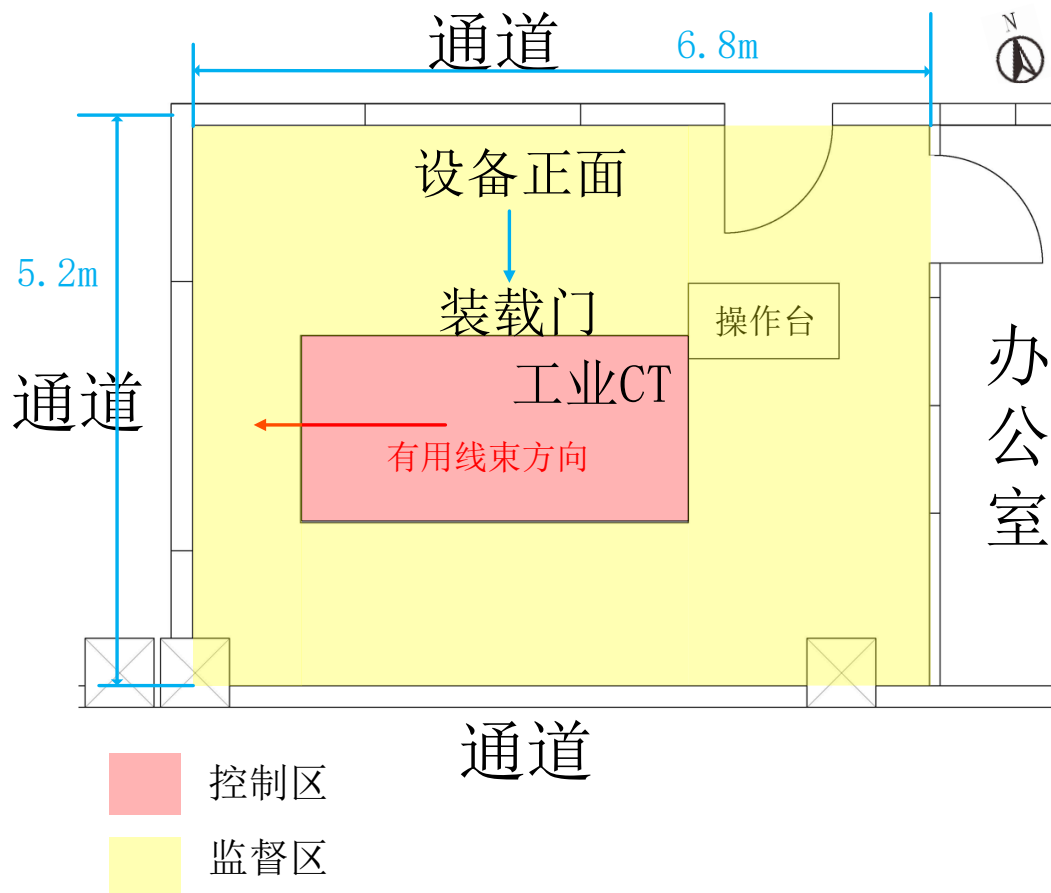 通道
6.8m
N
设备正面
5.2m
装载门
操作台
工业CT
通道
有用线束方向
办公室
通道
控制区
监督区